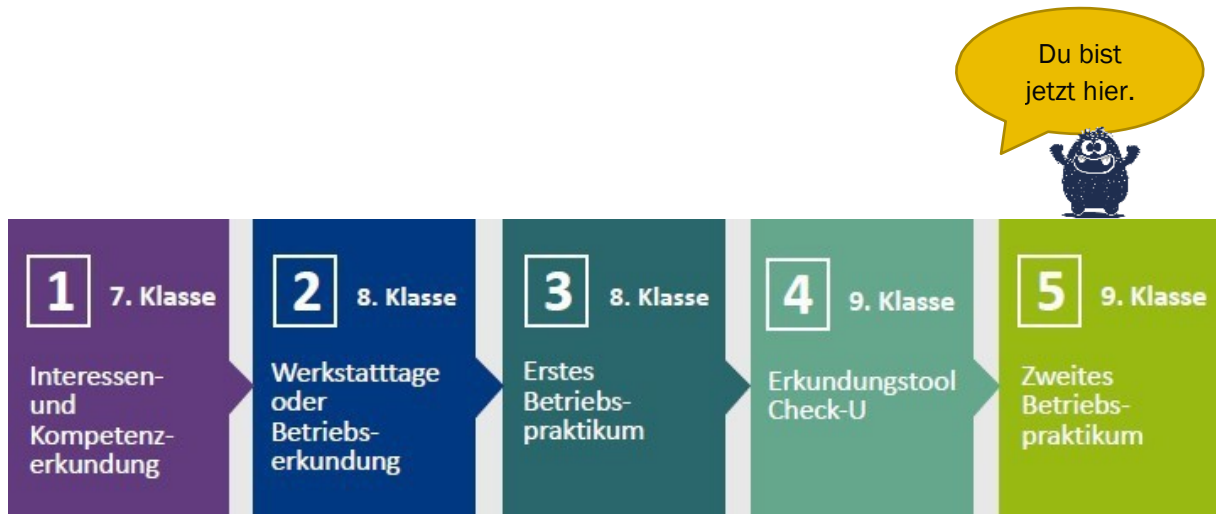 Du bist
jetzt hier.
1 7. Klasse
Interessen-
und
Kompetenz-
erkundung
2 8. Klasse
Werkstatttage
oder
Betriebs-
erkundung
3 8. Klasse
Erstes
Betriebs-
praktikum
4 9. Klasse
Erkundungstool
Check-U
5 9. Klasse
Zweites
Betriebs-
praktikum